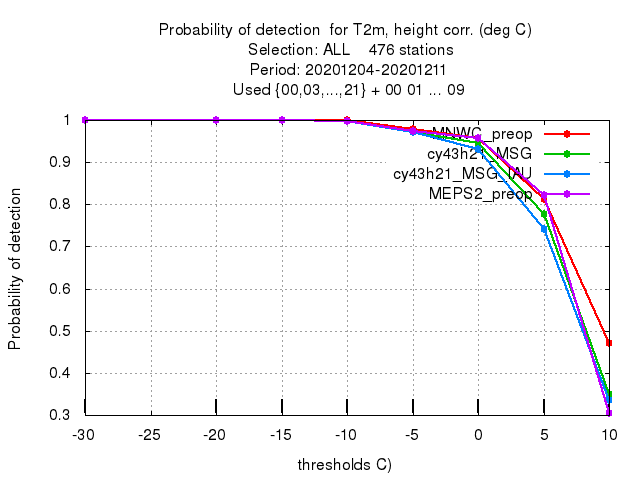 Probability of detection  for T2m, height corr. (deg C)
Selection: ALL    476 stations
Period: 20201204-20201211
Used {00,03,...,21} + 00 01 ... 09
MNWC_preop
cy43h21_MSG
cy43h21_MSG_IAU
MEPS2_preop
Probability of detection
1
0.9
0.8
0.7
0.6
0.5
0.4
0.3
-30 -25 -20 -15 -10 -5 0 5 10
thresholds C)